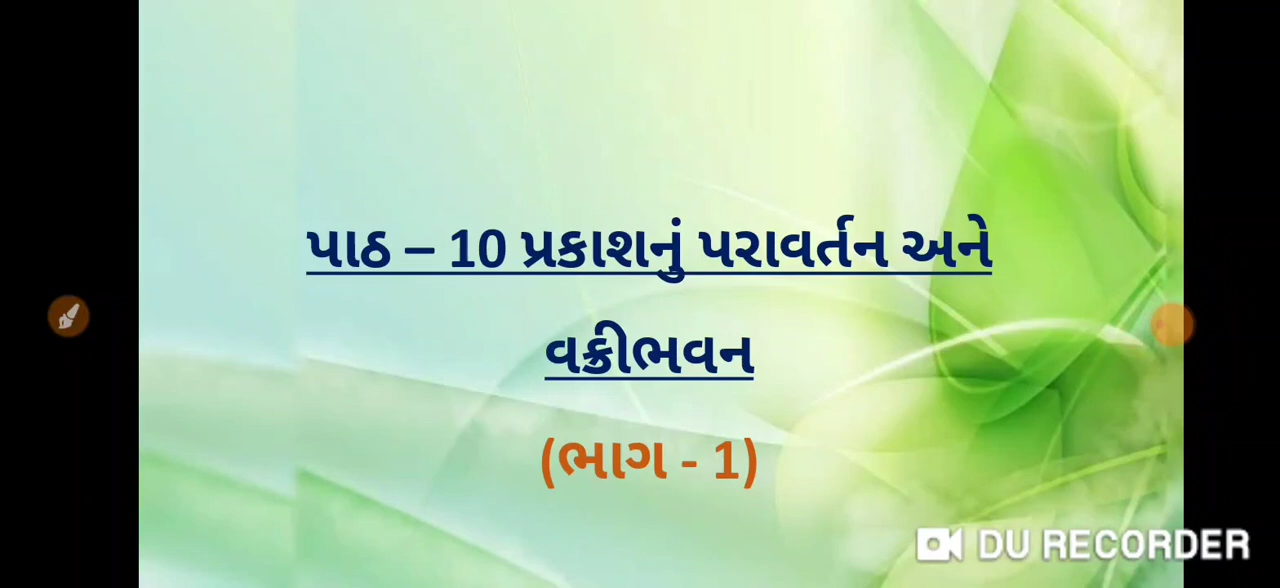 પાઠ – 10 પ્રકાશનું પરાવર્તન અને
વક્રીભવન
(ભાગ - 1)
DU RECORDER